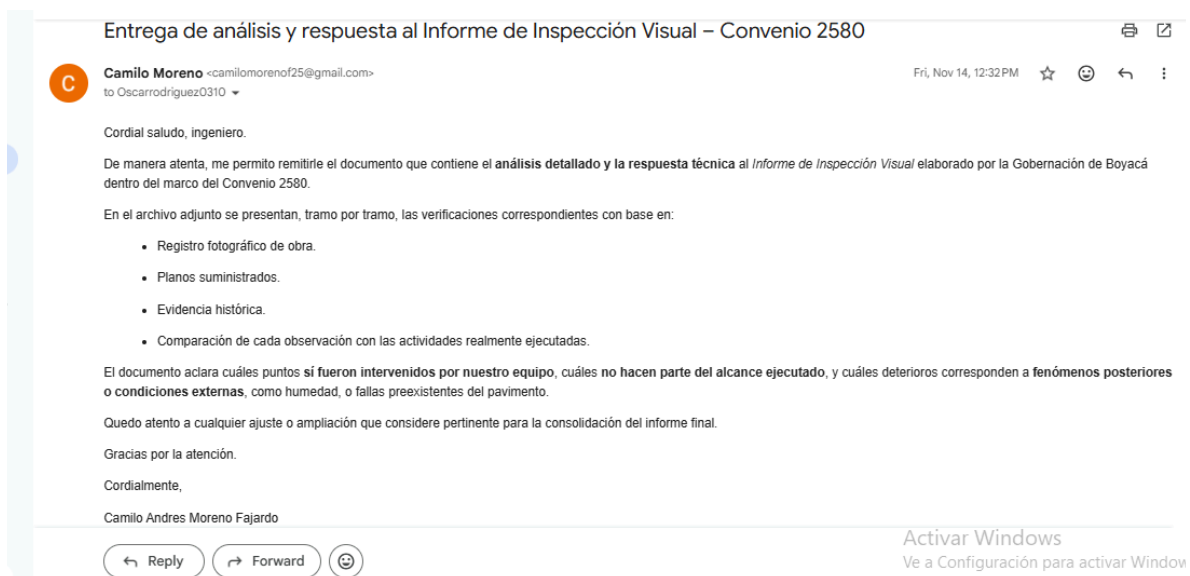 Entrega de análisis y respuesta al Informe de Inspección Visual – Convenio 2580
C
Camilo Moreno <camilomorenof25@gmail.com>
Fri, Nov 14, 12:32 PM
to Oscarrodriguez0310
Cordial saludo, ingeniero.
De manera atenta, me permito remitirle el documento que contiene el análisis detallado y la respuesta técnica al Informe de Inspección Visual elaborado por la Gobernación de Boyacá
dentro del marco del Convenio 2580.
En el archivo adjunto se presentan, tramo por tramo, las verificaciones correspondientes con base en:
• Registro fotográfico de obra.
• Planos suministrados.
• Evidencia histórica.
• Comparación de cada observación con las actividades realmente ejecutadas.
El documento aclara cuáles puntos sí fueron intervenidos por nuestro equipo, cuáles no hacen parte del alcance ejecutado, y cuáles deterioros corresponden a fenómenos posteriores
o condiciones externas, como humedad, o fallas preexistentes del pavimento.
Quedo atento a cualquier ajuste o ampliación que considere pertinente para la consolidación del informe final.
Gracias por la atención.
Cordialmente,
Camilo Andres Moreno Fajardo
Reply
Forward
Activar Windows
Ve a Configuración para activar Window